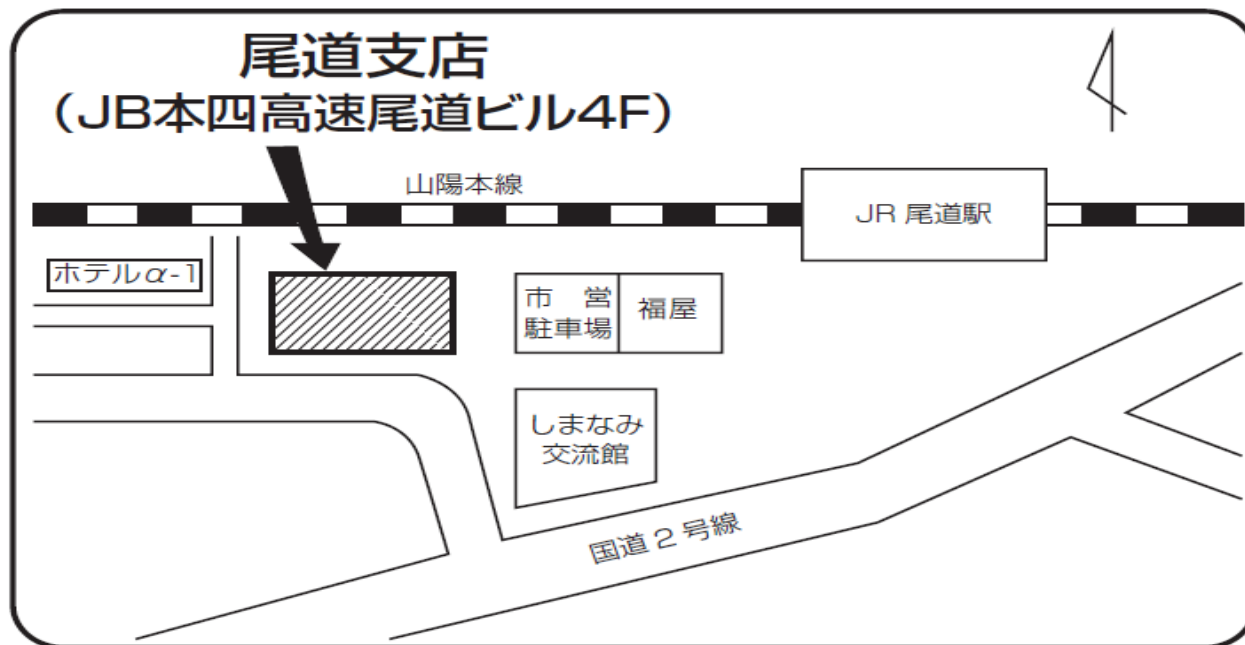 尾道支店
（JB本四高速尾道ビル4F）
山陽本線
JR 尾道駅
ホテルα-1
市　営
駐車場
福屋
しまなみ
交流館
国道2号線